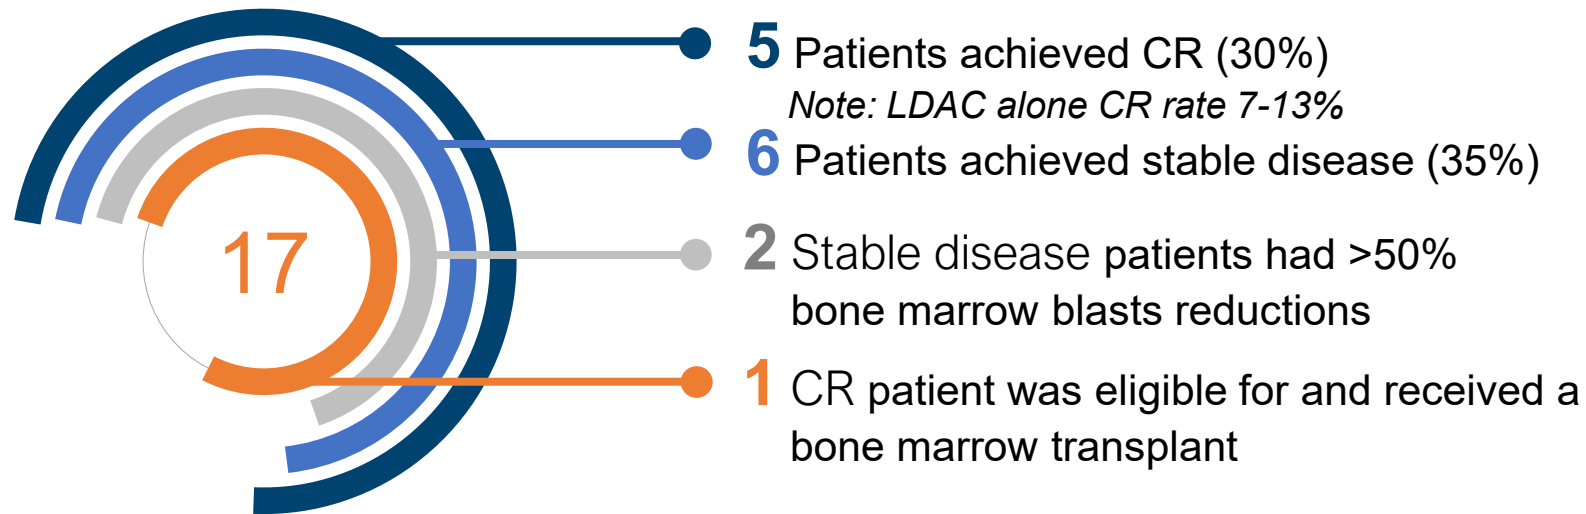 17
5 Patients achieved CR (30%)
Note: LDAC alone CR rate 7-13%
6 Patients achieved stable disease (35%)
2 Stable disease patients had >50%
bone marrow blasts reductions
1 CR patient was eligible for and received a
bone marrow transplant